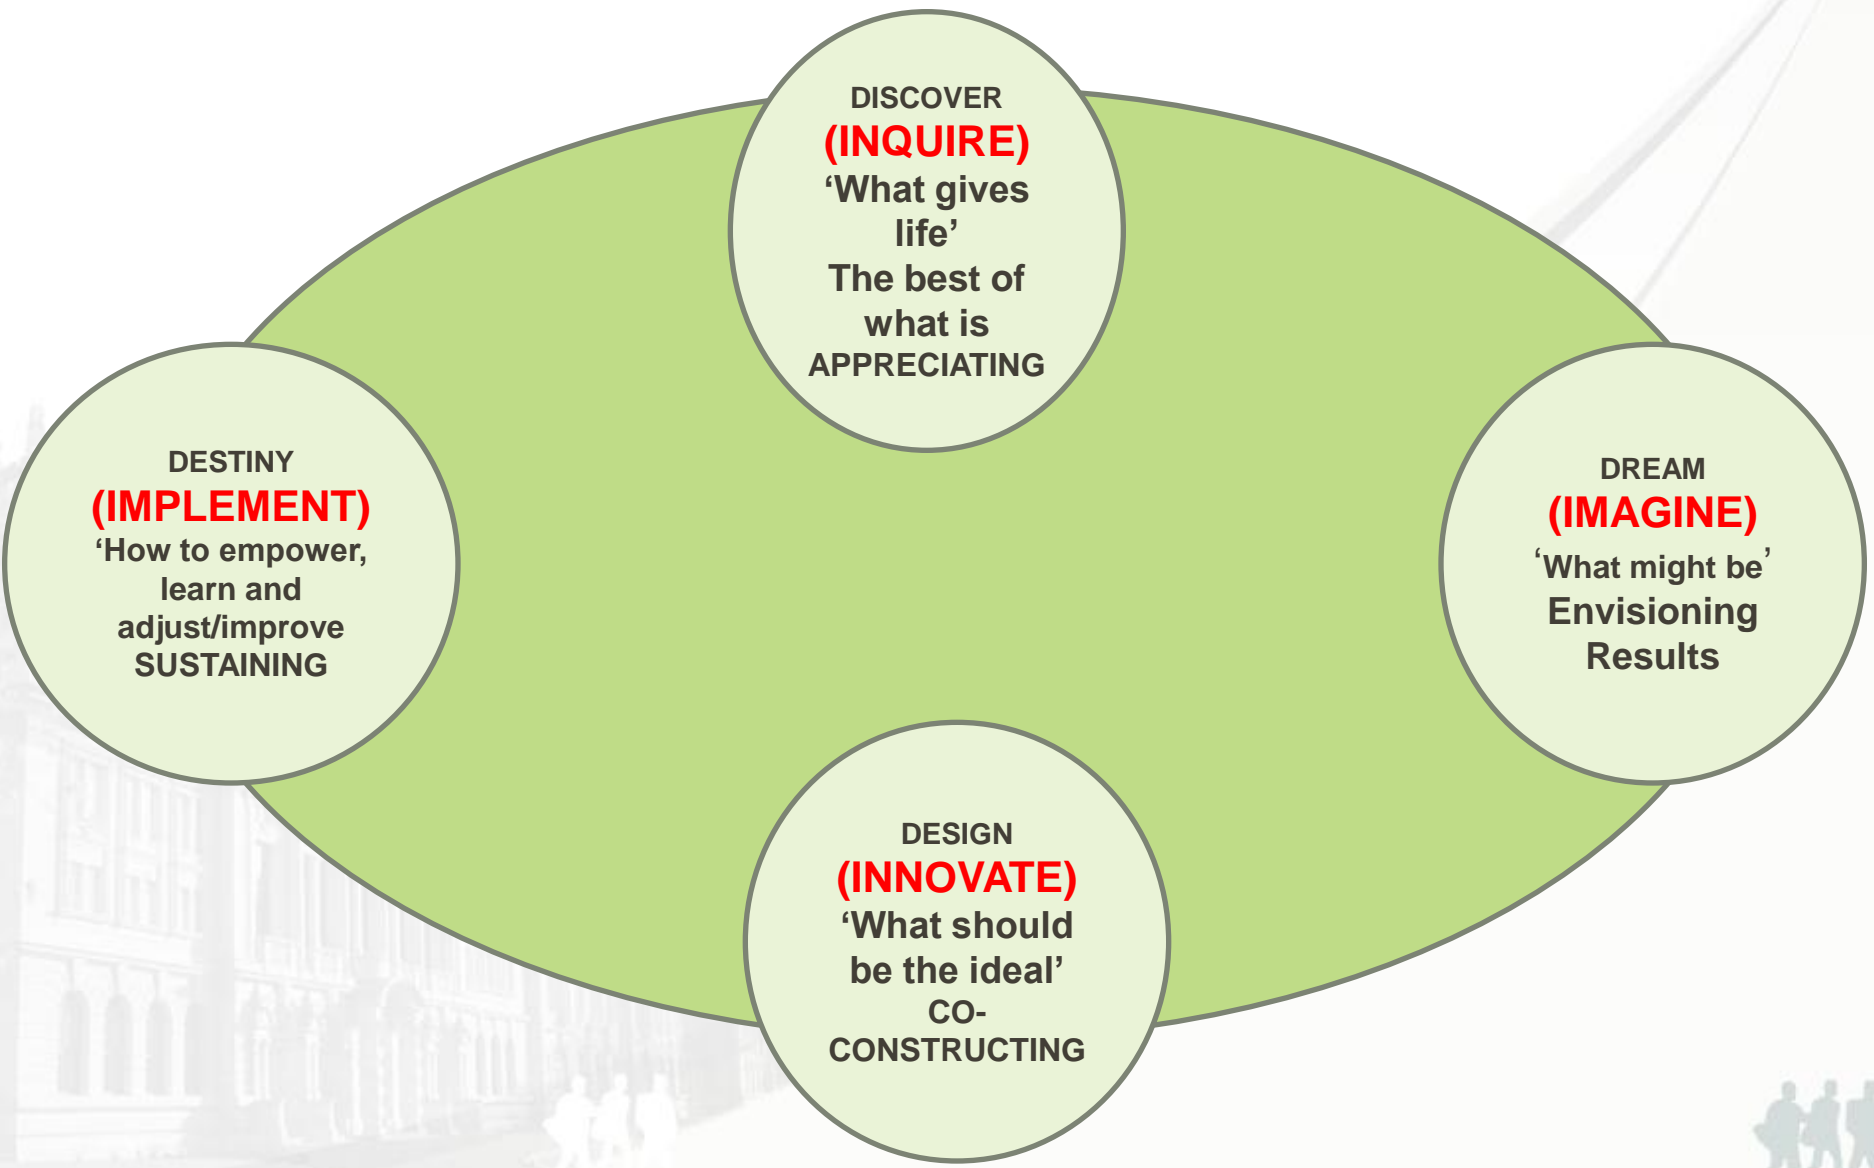 DISCOVER
(INQUIRE)
‘What gives
life’
The best of
what is
APPRECIATING
DREAM
(IMAGINE)
‘What might be’
Envisioning
Results
DESIGN
(INNOVATE)
‘What should
be the ideal’
CO-
CONSTRUCTING
DESTINY
(IMPLEMENT)
‘How to empower,
learn and
adjust/improve
SUSTAINING